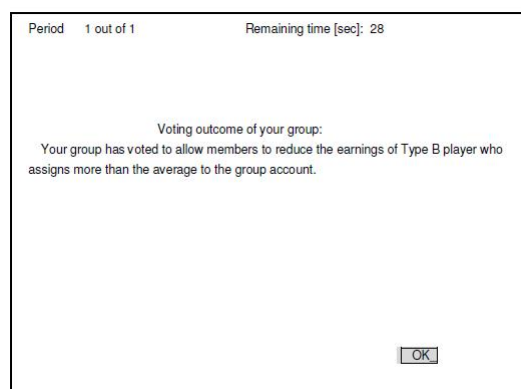 Period 1 out of 1 Remaining time [sec]: 28
Voting outcome of your group:
Your group has voted to allow members to reduce the earnings of Type B player who
assigns more than the average to the group account.
OK